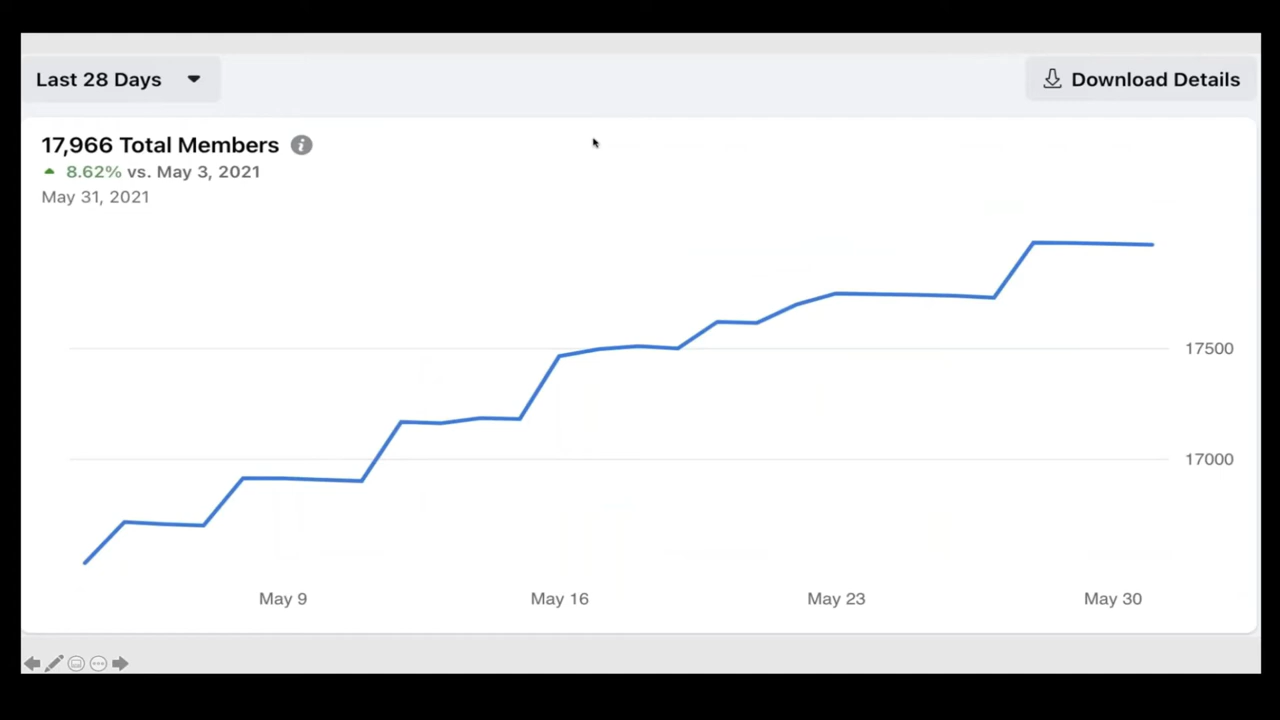 Last 28 Days
Download Details
17,966 Total Members
8.62% vs. May 3, 2021
May 31, 2021
17500
17000
May 9
May 16
May 23
May 30